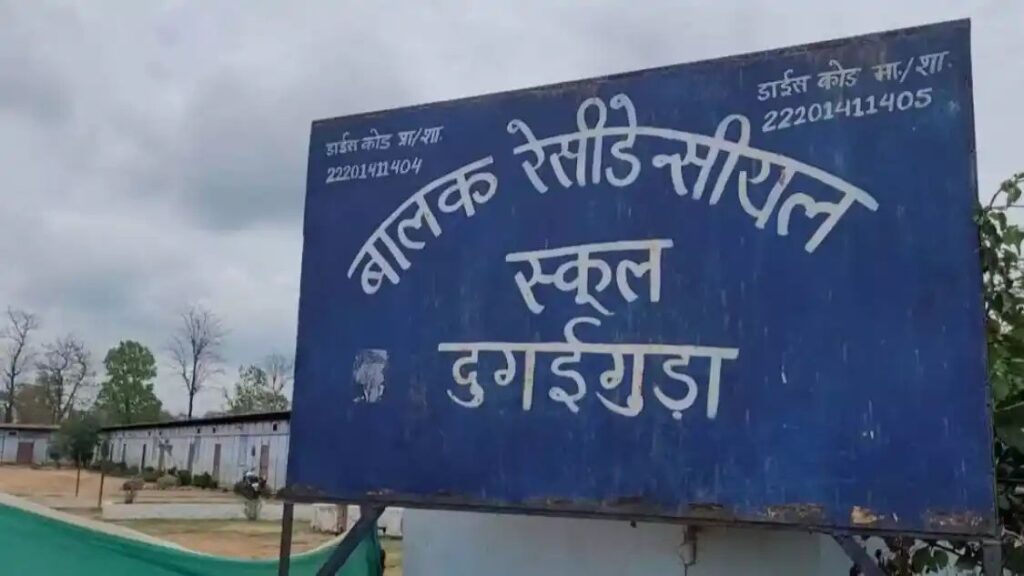 डाईस कोड प्रा/शा.
22201411404
डाईस कोड मा./शा.
22201411405
बालक रेसीडेन्सीयल
स्कूल
दुगईगुड़ा